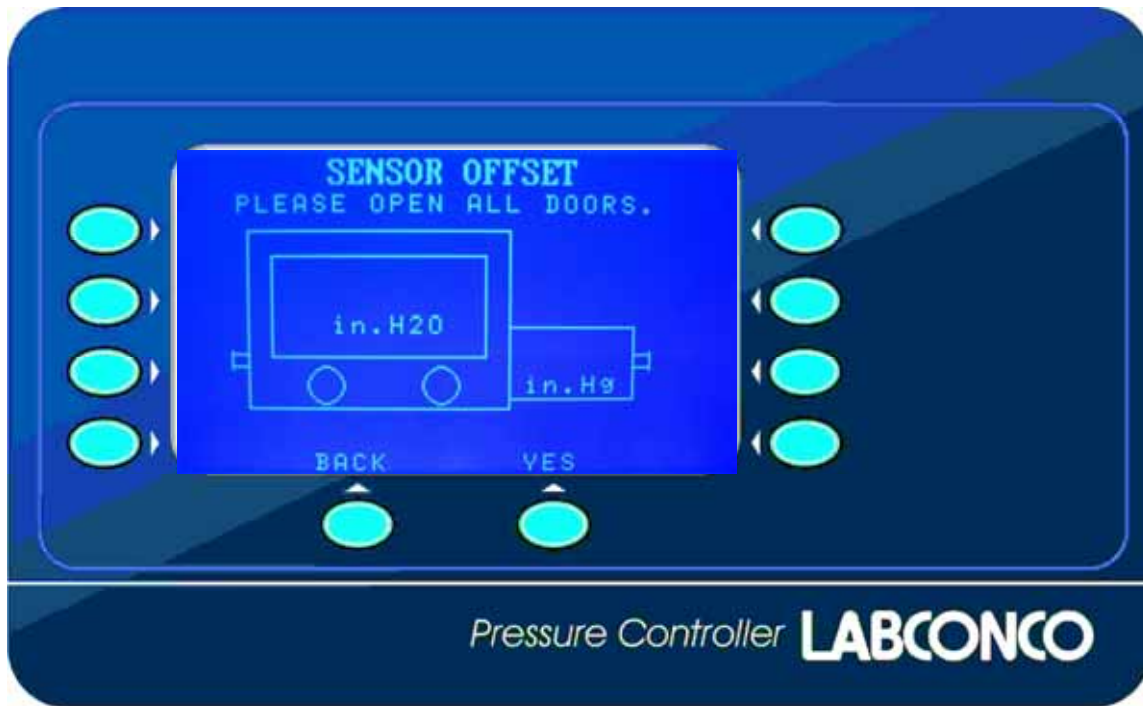 SENSOR OFFSET
PLEASE OPEN ALL DOORS.
in.H2O
in.Hg
BACK YES
Pressure Controller LABCONCO